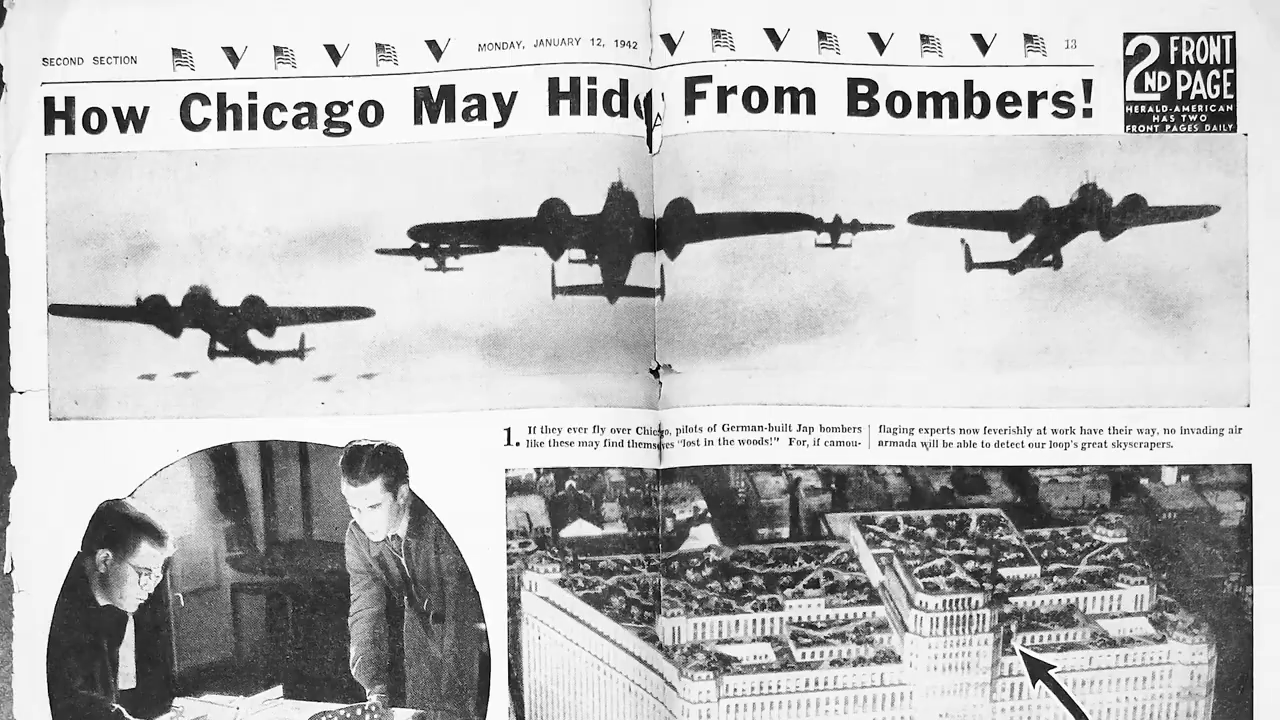 SECOND SECTION
MONDAY, JANUARY 12, 1942
13
2ND FRONT PAGE
HERALD-AMERICAN
HAS TWO
FRONT PAGES DAILY
How Chicago May Hide From Bombers!
1. If they ever fly over Chicago, pilots of German-built Jap bombers
like these may find themselves "lost in the woods!" For, if camou-
flaging experts now feverishly at work have their way, no invading air
armada will be able to detect our loop's great skyscrapers.